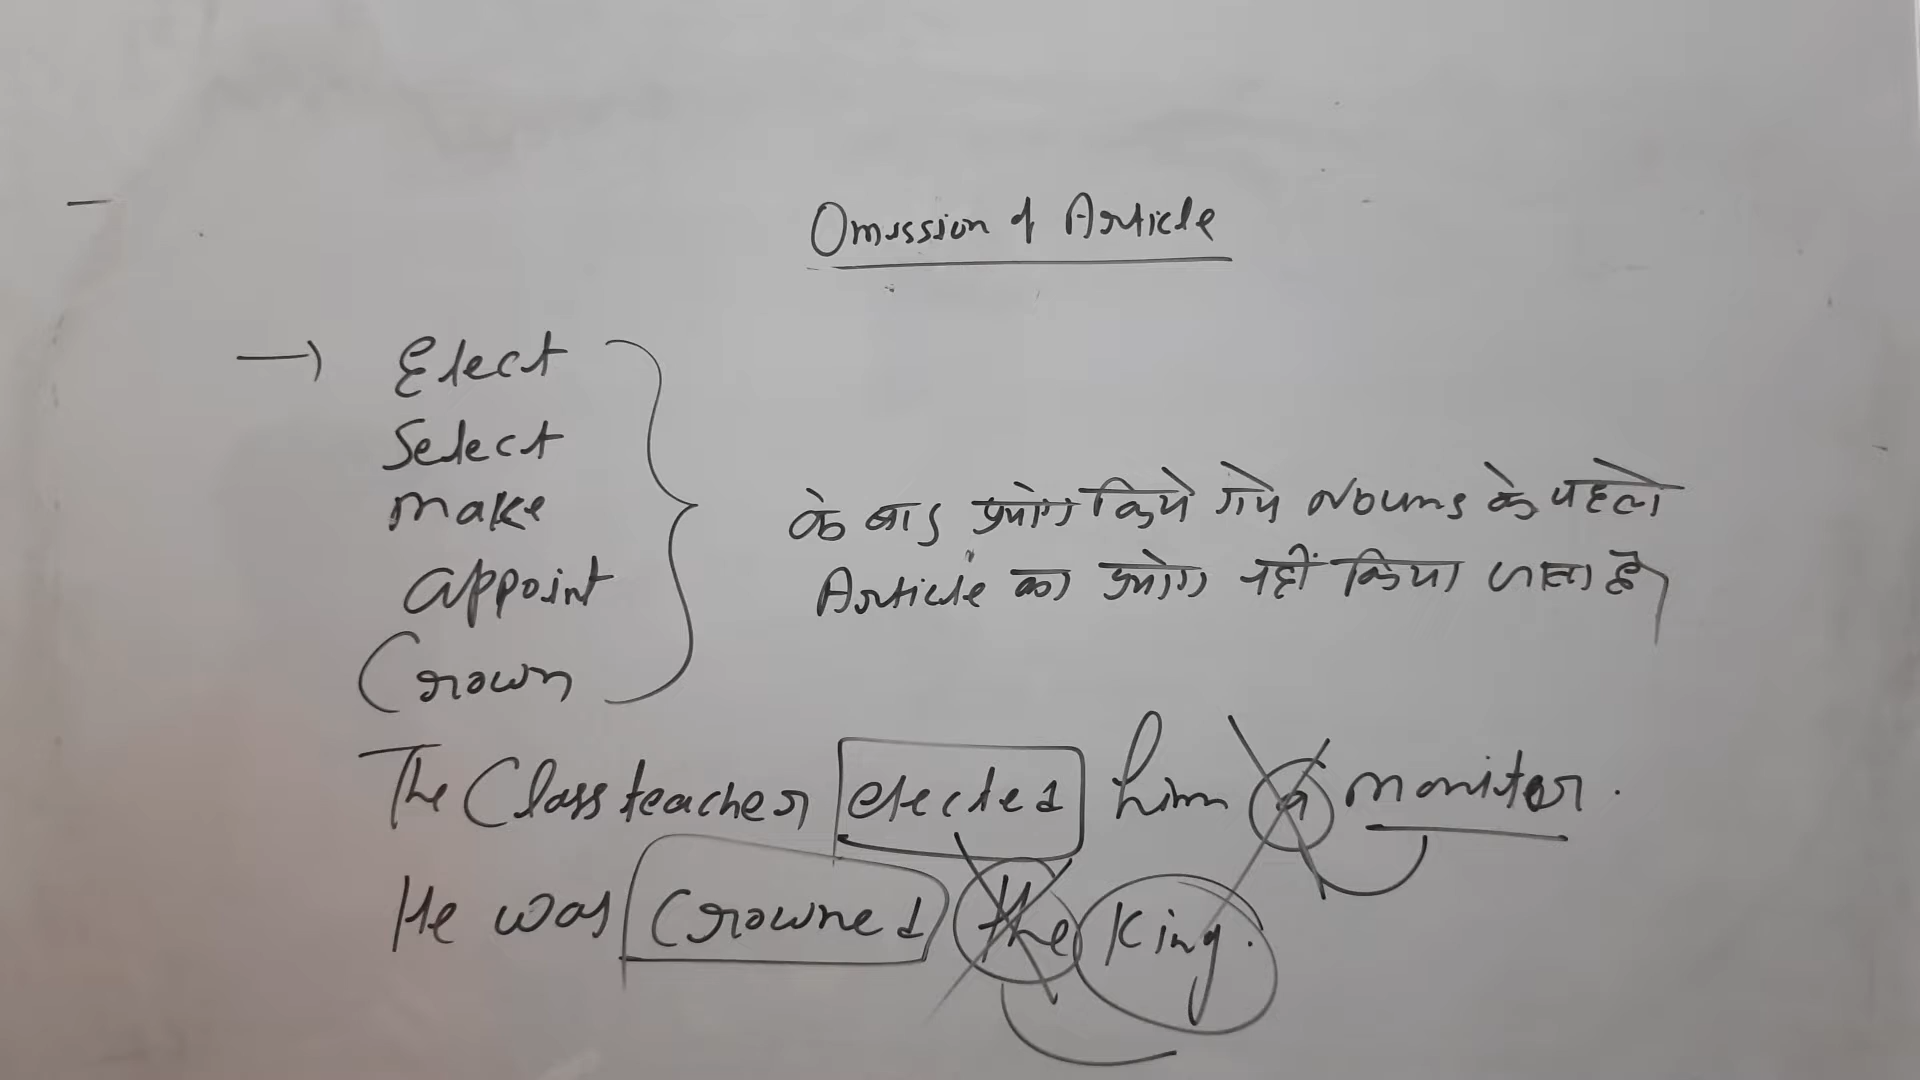 Omission of Article
→ Elect
Select
Make
appoint
Crown
के बाद प्रयोग किये गये Nouns के पहले
Article का प्रयोग नहीं किया जाता है।
The Class teacher elected him a monitor.
He was Crowned the King.